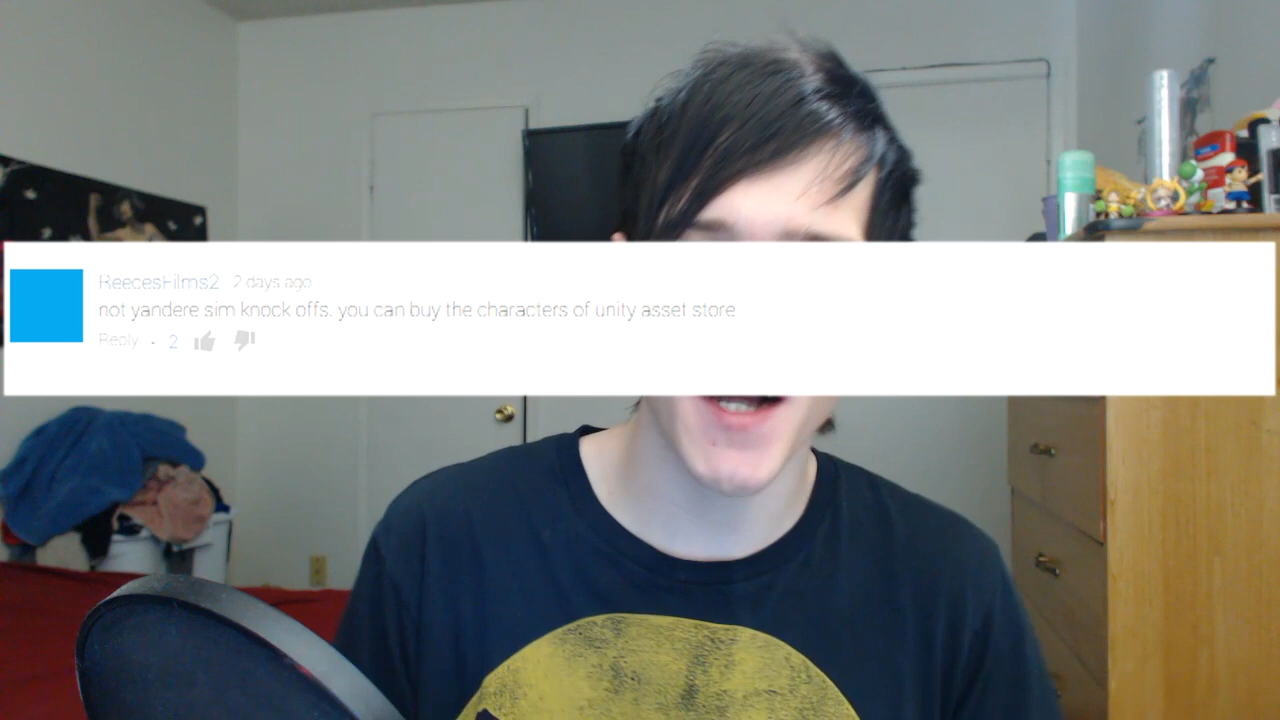 ReecesFilms2 2 days ago
not yandere sim knock offs. you can buy the characters of unity asset store
Reply · 2